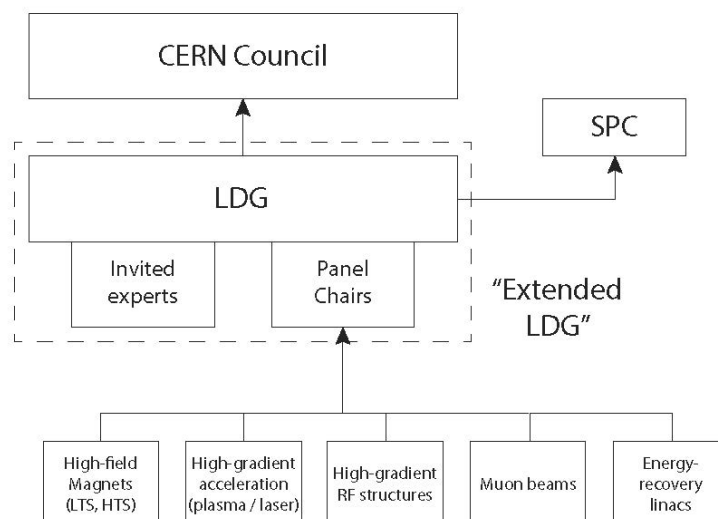 CERN Council
SPC
LDG
Invited
experts
Panel
Chairs
“Extended
LDG”
High-field
Magnets
(LTS, HTS)
High-gradient
acceleration
(plasma / laser)
High-gradient
RF structures
Muon beams
Energy-
recovery
linacs